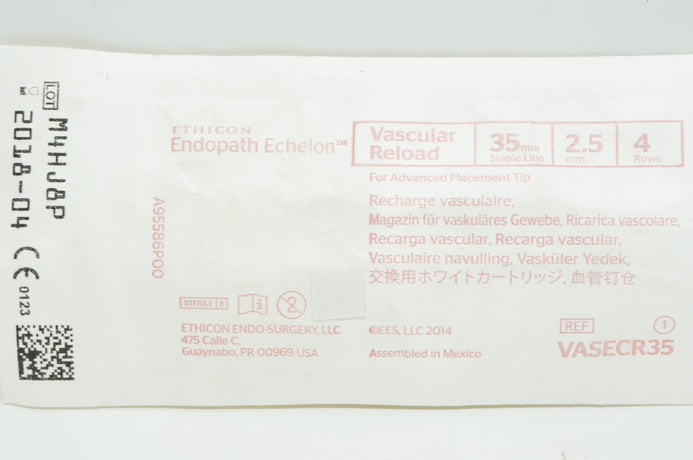 LOT M4HJ8P
2018-04
CE 0123
ETHICON
Endopath Echelon™
Vascular Reload
35mm Staple Line
2.5 mm
4 Rows
For Advanced Placement Tip
Recharge vasculaire,
Magazin für vaskuläres Gewebe, Ricarica vascolare,
Recarga vascular, Recarga vascular,
Vasculaire navulling, Vasküler Yedek,
交換用ホワイトカートリッジ, 血管钉仓
A95586P00
STERILE R
2
ETHICON ENDO-SURGERY, LLC
475 Calle C,
Guaynabo, PR 00969 USA
©EES, LLC 2014
Assembled in Mexico
REF
1
VASECR35